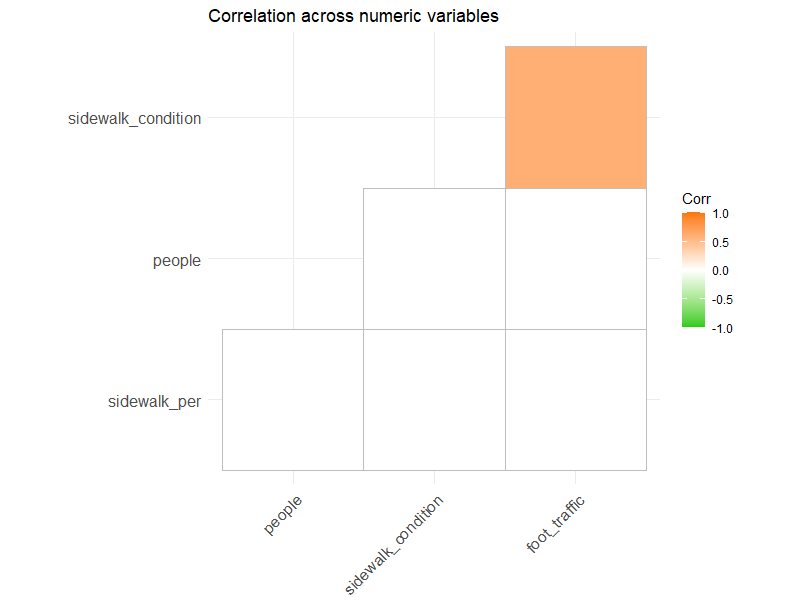 Correlation across numeric variables
sidewalk_condition
people
sidewalk_per
people
sidewalk_condition
foot_traffic
Corr
1.0
0.5
0.0
-0.5
-1.0